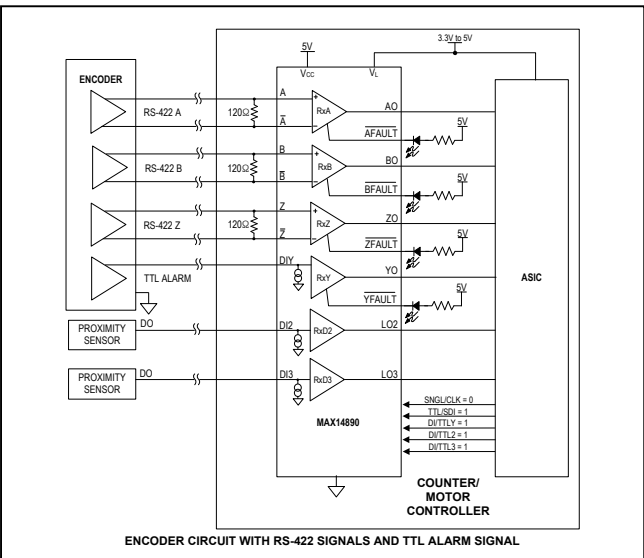 3.3V to 5V
5V
VCC
VL
ENCODER
RS-422 A
120Ω
A
A
+
−
RxA
AO
AFAULT
5V
RS-422 B
120Ω
B
B
+
−
RxB
BO
BFAULT
5V
RS-422 Z
120Ω
Z
Z
+
−
RxZ
ZO
ZFAULT
5V
TTL ALARM
DIY
RxY
YO
YFAULT
5V
ASIC
PROXIMITY
SENSOR
DO
DI2
RxD2
LO2
PROXIMITY
SENSOR
DO
DI3
RxD3
LO3
MAX14890
SNGL/CLK = 0
TTL/SDI = 1
DI/TTLY = 1
DI/TTL2 = 1
DI/TTL3 = 1
COUNTER/
MOTOR
CONTROLLER
ENCODER CIRCUIT WITH RS-422 SIGNALS AND TTL ALARM SIGNAL